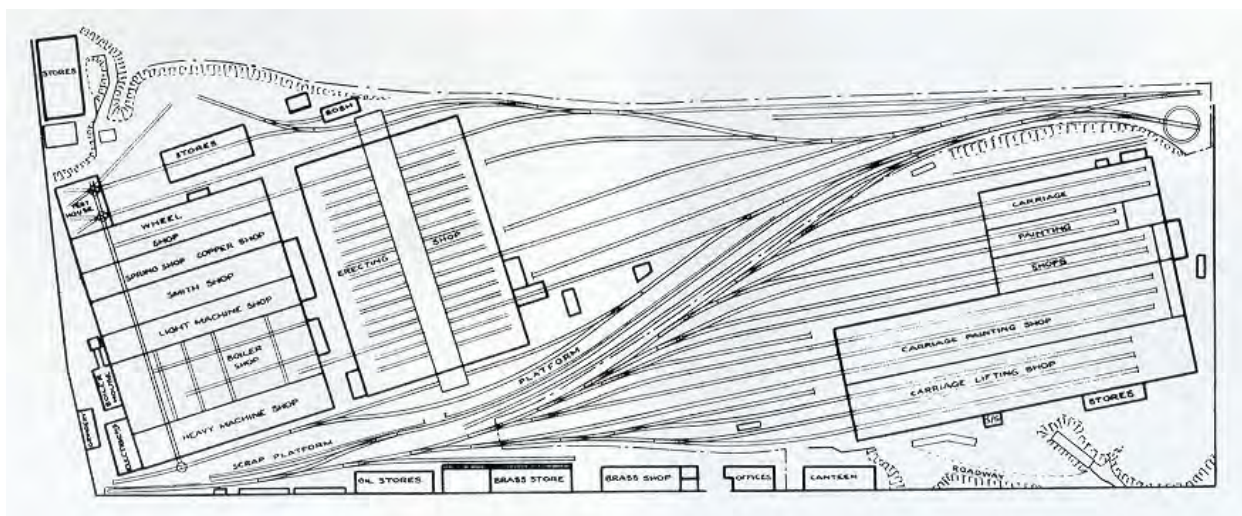 STORES
BOSH
STORES
TEST
HOUSE
WHEEL
SHOP
SPRING SHOP COPPER SHOP
SMITH SHOP
LIGHT MACHINE SHOP
BOILER
SHOP
HEAVY MACHINE SHOP
ERECTING
SHOP
PLATFORM
SCRAP PLATFORM
CARRIAGE
PAINTING
SHOPS
CARRIAGE PAINTING SHOP
CARRIAGE LIFTING SHOP
STORES
S/S
ROADWAY
OIL STORES
BRASS STORE
BRASS SHOP
OFFICES
CANTEEN